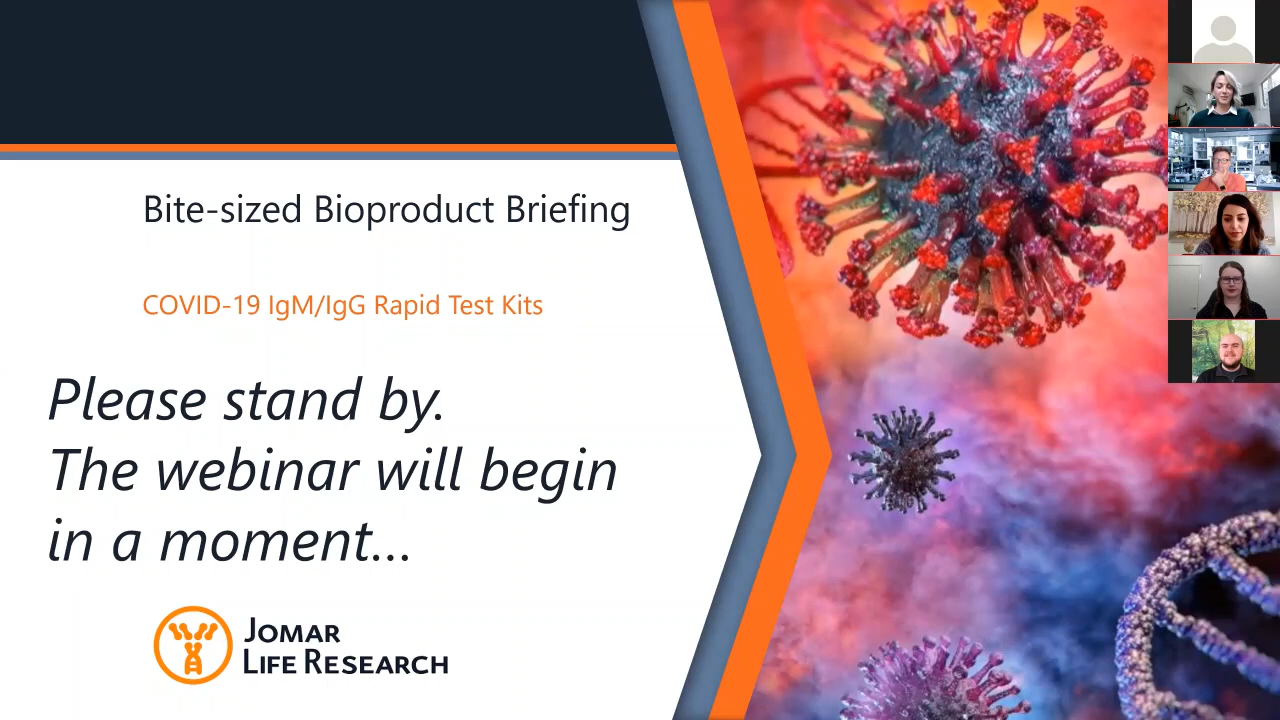 Bite-sized Bioproduct Briefing
COVID-19 IgM/IgG Rapid Test Kits
Please stand by.
The webinar will begin
in a moment...
JOMAR
LIFE RESEARCH